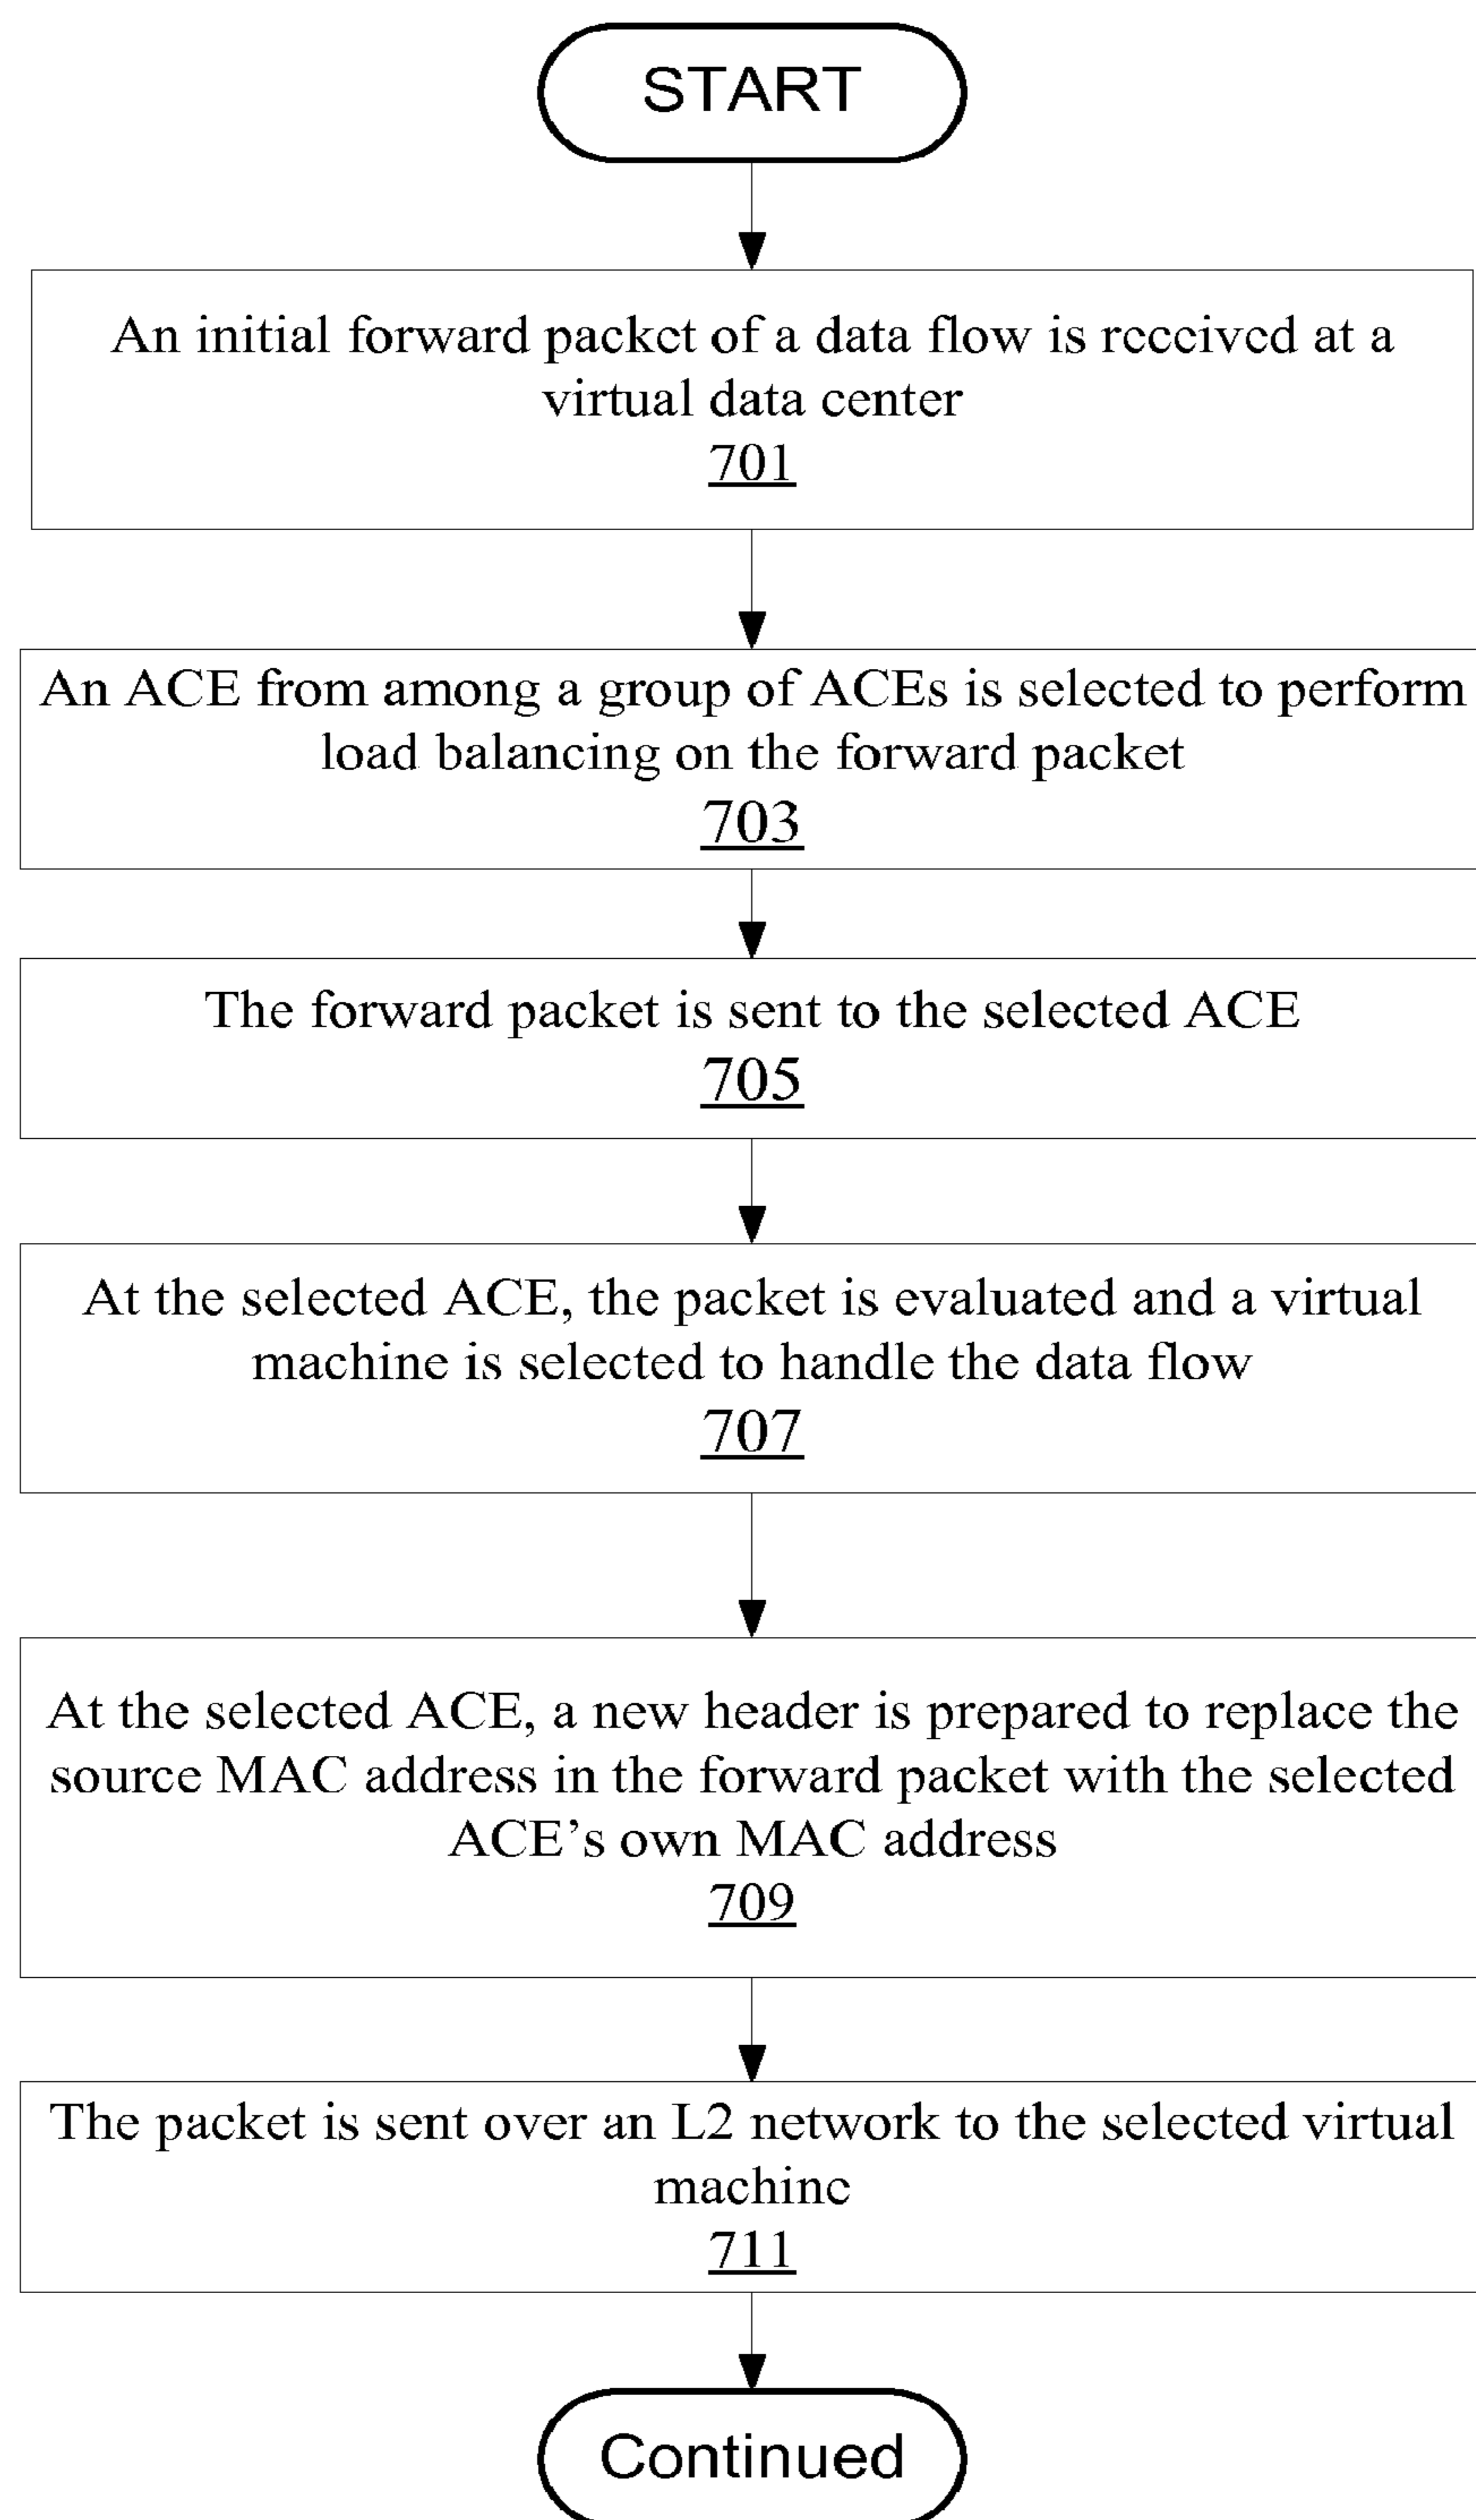 START
An initial forward packet of a data flow is received at a
virtual data center
701
An ACE from among a group of ACEs is selected to perform
load balancing on the forward packet
703
The forward packet is sent to the selected ACE
705
At the selected ACE, the packet is evaluated and a virtual
machine is selected to handle the data flow
707
At the selected ACE, a new header is prepared to replace the
source MAC address in the forward packet with the selected
ACE’s own MAC address
709
The packet is sent over an L2 network to the selected virtual
machine
711
Continued